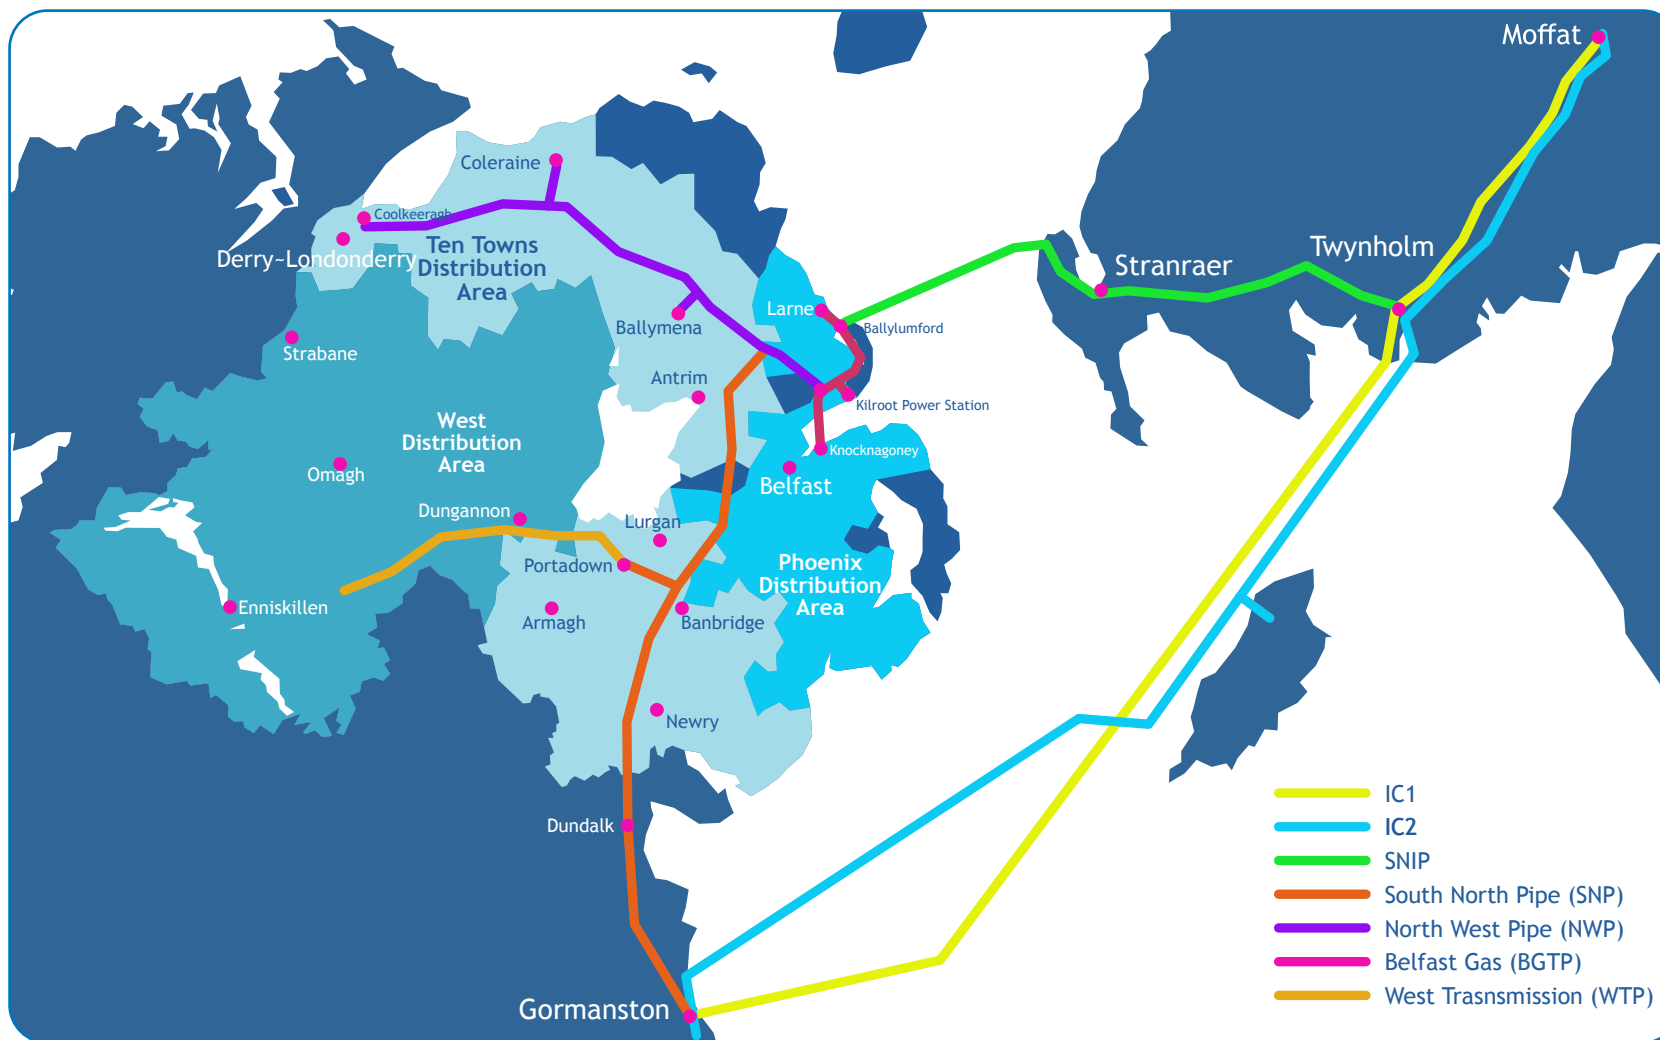 Moffat
Coleraine
Coolkeeragh
Derry~Londonderry
Ten Towns
Distribution
Area
Twynholm
Stranraer
Larne
Ballymena
Ballylumford
Strabane
Antrim
Kilroot Power Station
West
Distribution
Area
Knocknagoney
Omagh
Belfast
Dungannon
Lurgan
Portadown
Phoenix
Distribution
Area
Enniskillen
Armagh
Banbridge
Newry
Dundalk
Gormanston
IC1
IC2
SNIP
South North Pipe (SNP)
North West Pipe (NWP)
Belfast Gas (BGTP)
West Trasnsmission (WTP)